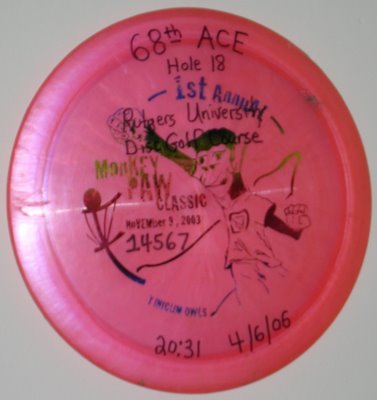 68th ACE
Hole 18
1st Annual
Rutgers University
Disc Golf Course
MONKEY
PAW
CLASSIC
NOVEMBER 9, 2003
14567
TINICUM OWLS
20:31 4/6/06